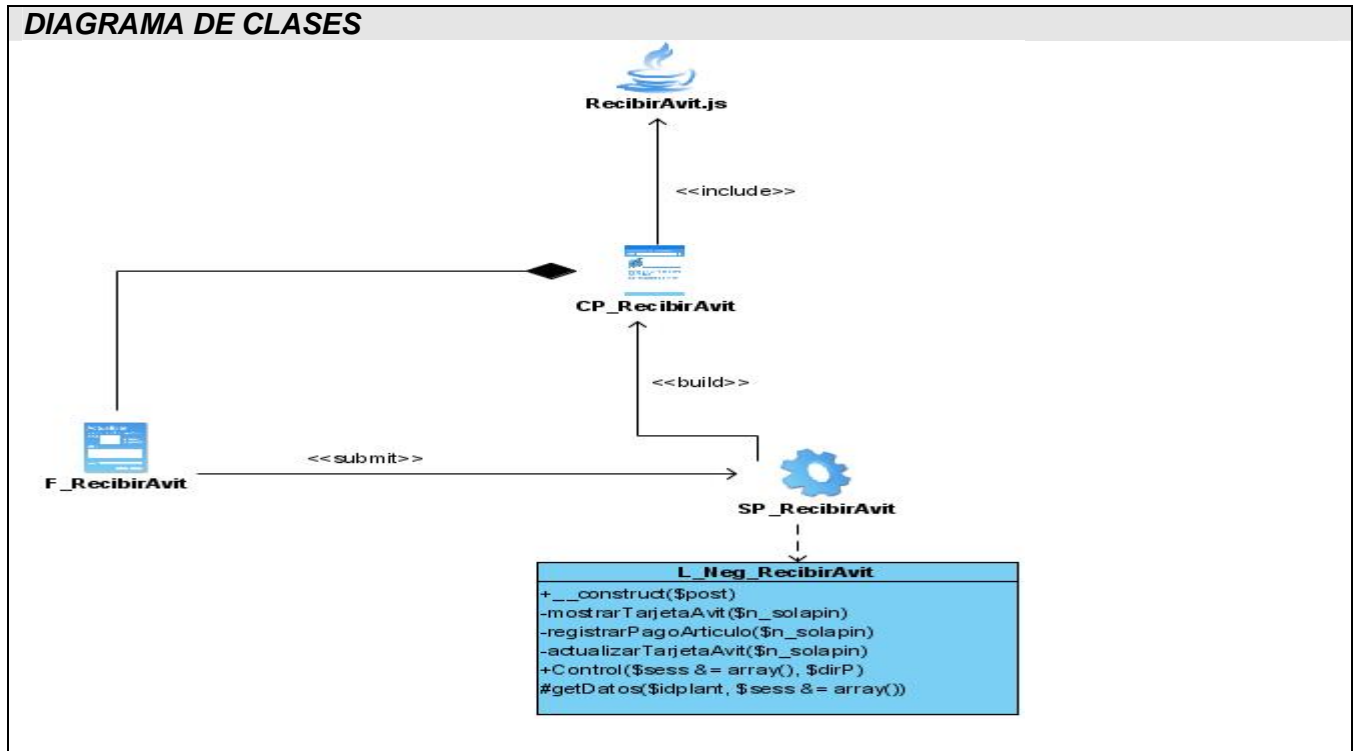 DIAGRAMA DE CLASES
RecibirAvit.js
<<include>>
CP_RecibirAvit
<<build>>
<<submit>>
F_RecibirAvit
SP_RecibirAvit
L_Neg_RecibirAvit
+__construct($post)
-mostrarTarjetaAvit($n_solapin)
-registrarPagoArticulo($n_solapin)
-actualizarTarjetaAvit($n_solapin)
+Control($sess &= array(), $dirP)
#getDatos($idplant, $sess &= array())